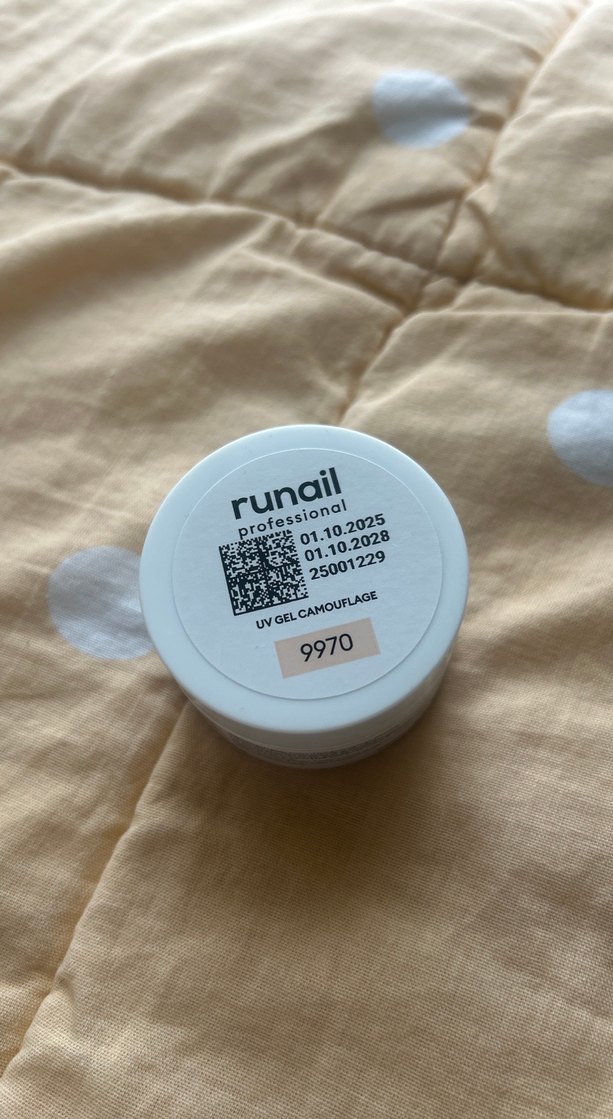 runail
professional
01.10.2025
01.10.2028
25001229
UV GEL CAMOUFLAGE
9970